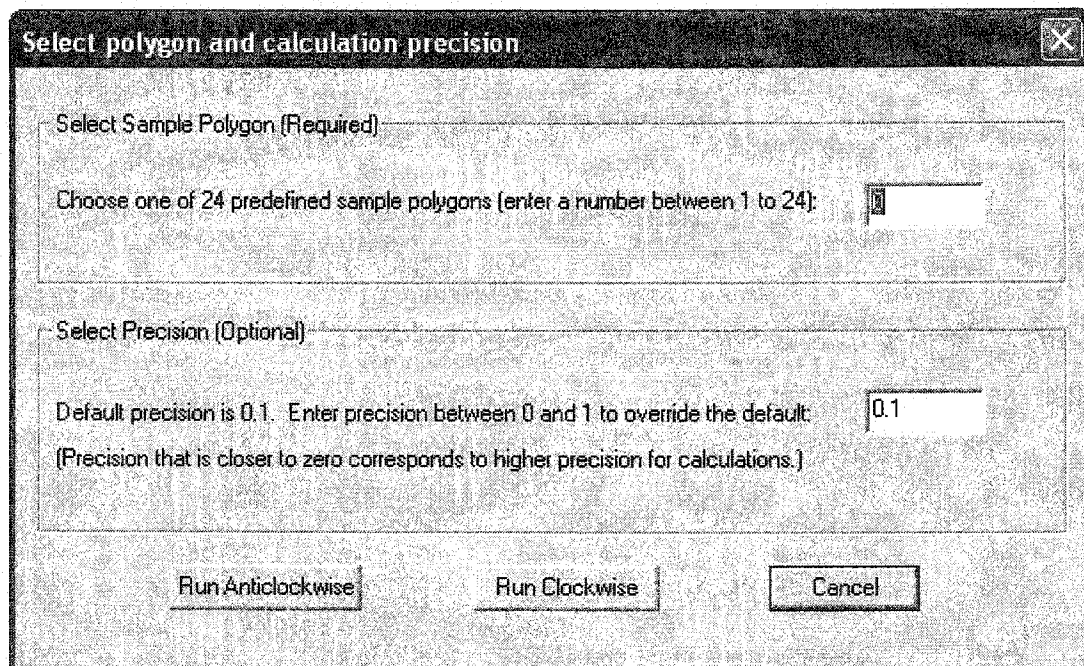 Select polygon and calculation precision
Select Sample Polygon (Required)
Choose one of 24 predefined sample polygons (enter a number between 1 to 24):
Select Precision (Optional)
Default precision is 0.1. Enter precision between 0 and 1 to override the default:
0.1
(Precision that is closer to zero corresponds to higher precision for calculations.)
Run Anticlockwise
Run Clockwise
Cancel